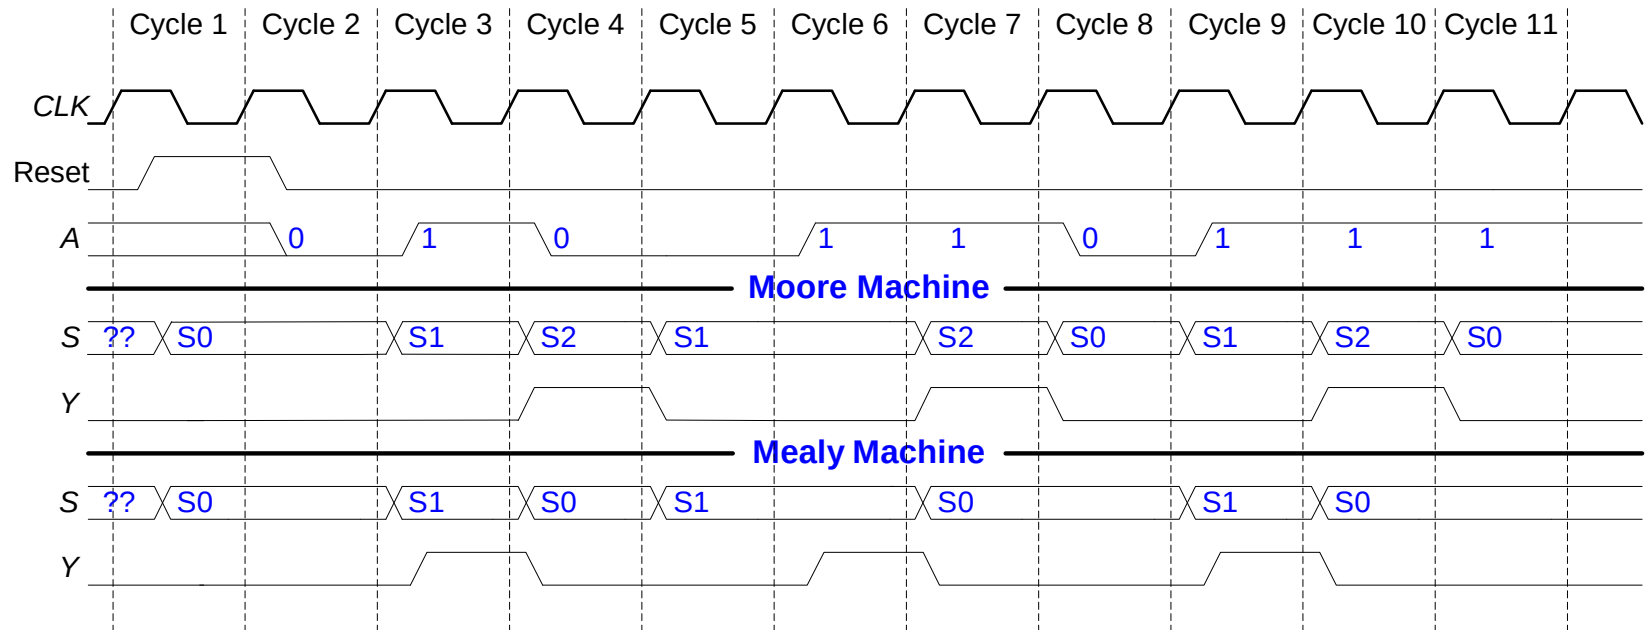 Cycle 1 Cycle 2 Cycle 3 Cycle 4 Cycle 5 Cycle 6 Cycle 7 Cycle 8 Cycle 9 Cycle 10 Cycle 11
CLK
Reset
A 0 1 0 1 1 0 1 1 1
Moore Machine
S ?? S0 S1 S2 S1 S2 S0 S1 S2 S0
Y
Mealy Machine
S ?? S0 S1 S0 S1 S0 S1 S0
Y